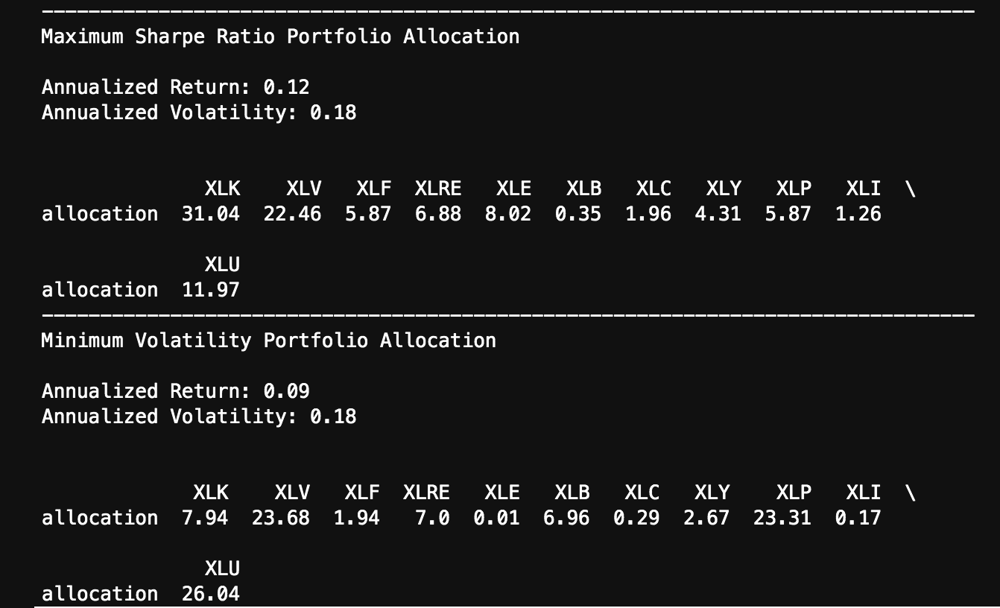 --------------------------------------------------------------------------------
Maximum Sharpe Ratio Portfolio Allocation
Annualized Return: 0.12
Annualized Volatility: 0.18
XLK XLV XLF XLRE XLE XLB XLC XLY XLP XLI \
allocation 31.04 22.46 5.87 6.88 8.02 0.35 1.96 4.31 5.87 1.26
XLU
allocation 11.97
--------------------------------------------------------------------------------
Minimum Volatility Portfolio Allocation
Annualized Return: 0.09
Annualized Volatility: 0.18
XLK XLV XLF XLRE XLE XLB XLC XLY XLP XLI \
allocation 7.94 23.68 1.94 7.0 0.01 6.96 0.29 2.67 23.31 0.17
XLU
allocation 26.04